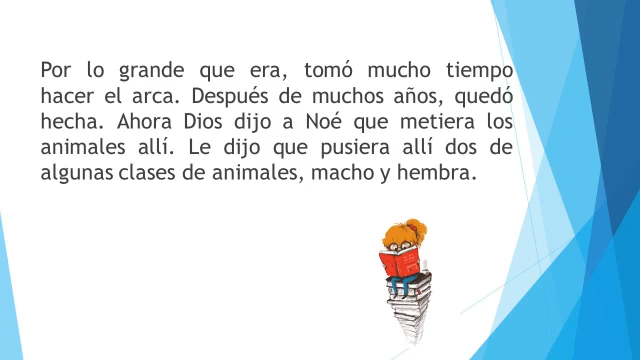 Por lo grande que era, tomó mucho tiempo
hacer el arca. Después de muchos años, quedó
hecha. Ahora Dios dijo a Noé que metiera los
animales allí. Le dijo que pusiera allí dos de
algunas clases de animales, macho y hembra.